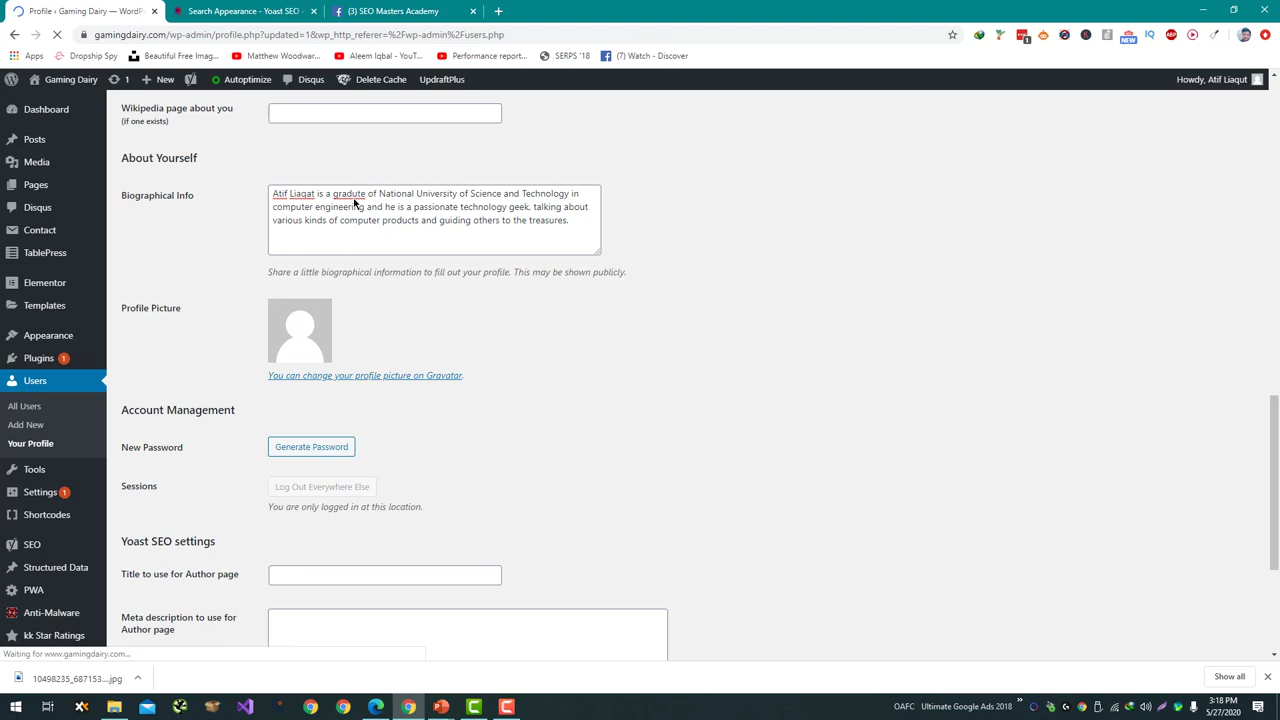 Profile ‹ Gaming Dairy — WordPr
Search Appearance - Yoast SEO
(3) SEO Masters Academy
gamingdairy.com/wp-admin/profile.php?updated=1&wp_http_referer=%2Fwp-admin%2Fusers.php
Apps
Dropship Spy
Beautiful Free Imag...
Matthew Woodwar...
Aleem Iqbal - YouT...
Performance report...
SERPS '18
(7) Watch - Discover
Gaming Dairy
1
New
Autoptimize
Disqus
Delete Cache
UpdraftPlus
Howdy, Atif Liaqut
Dashboard
Posts
Media
Pages
Disqus
Comment
TablePress
Elementor
Templates
Appearance
Plugins 1
Users
All Users
Add New
Your Profile
Tools
Settings 1
Shortcodes
SEO
Structured Data
PWA
Anti-Malware
kk Star Ratings
Wikipedia page about you
(if one exists)
About Yourself
Biographical Info
Atif Liaqat is a gradute of National University of Science and Technology in
computer engineering and he is a passionate technology geek, talking about
various kinds of computer products and guiding others to the treasures.
Share a little biographical information to fill out your profile. This may be shown publicly.
Profile Picture
You can change your profile picture on Gravatar.
Account Management
New Password
Generate Password
Sessions
Log Out Everywhere Else
You are only logged in at this location.
Yoast SEO settings
Title to use for Author page
Meta description to use for
Author page
Waiting for www.gamingdairy.com...
10498235_687153....jpg
Show all
OAFC
Ultimate Google Ads 2018
3:18 PM
5/27/2020